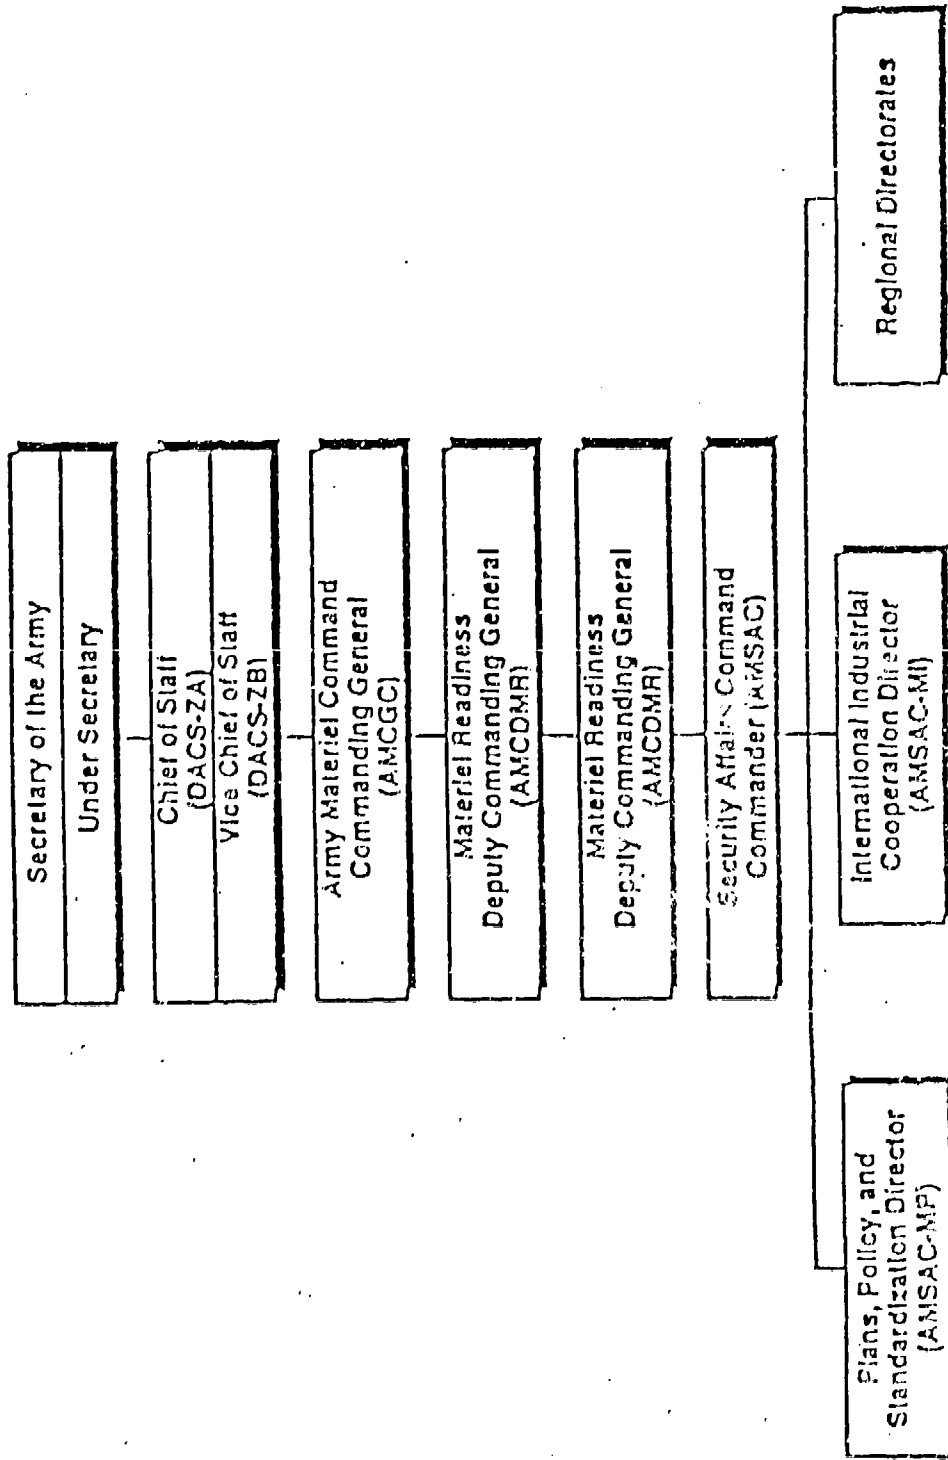 Secretary of the Army
Under Secretary
Chief of Staff
(DACS-ZA)
Vice Chief of Staff
(DACS-ZB)
Army Materiel Command
Commanding General
(AMCGC)
Materiel Readiness
Deputy Commanding General
(AMCDMR)
Materiel Readiness
Deputy Commanding General
(AMCDMR)
Security Affairs Command
Commander (AMSAC)
Plans, Policy, and
Standardization Director
(AMSAC-MP)
International Industrial
Cooperation Director
(AMSAC-MI)
Regional Directorates